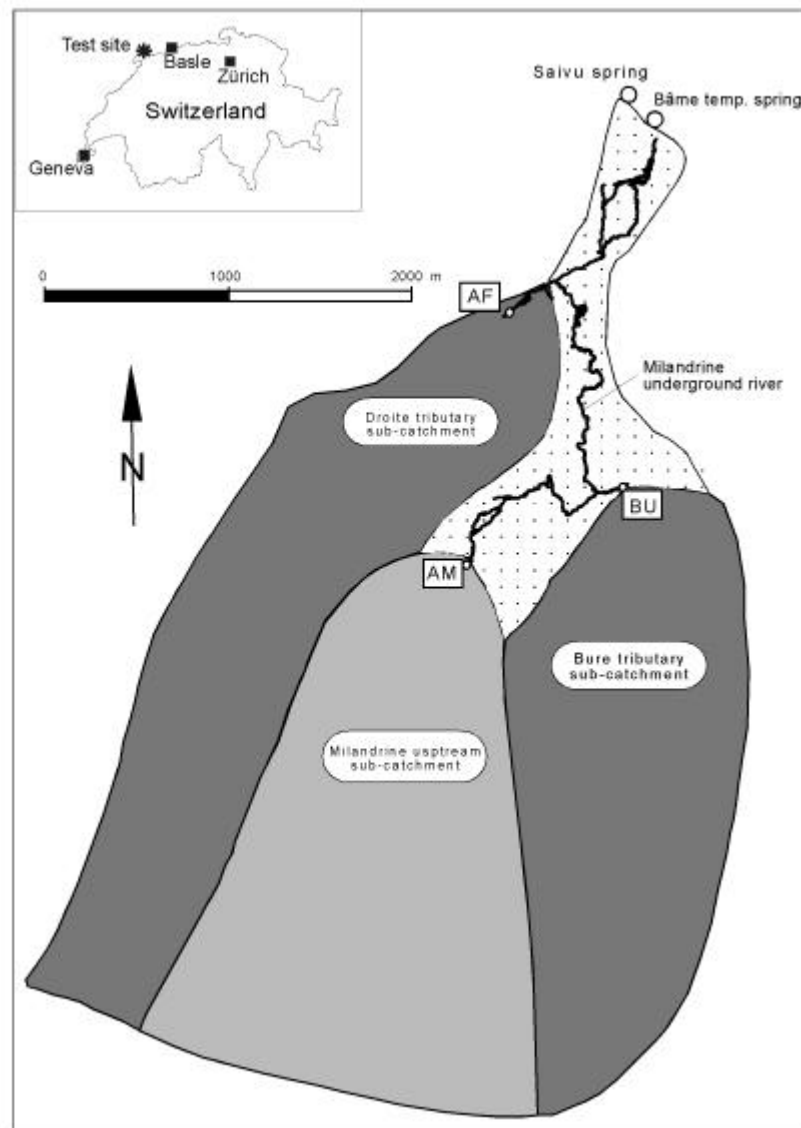 Test site
Basle
Zürich
Switzerland
Geneva
Saivu spring
Bâme temp. spring
0 1000 2000 m
AF
Milandrine
underground river
Droite tributary
sub-catchment
N
BU
AM
Bure tributary
sub-catchment
Milandrine usptream
sub-catchment